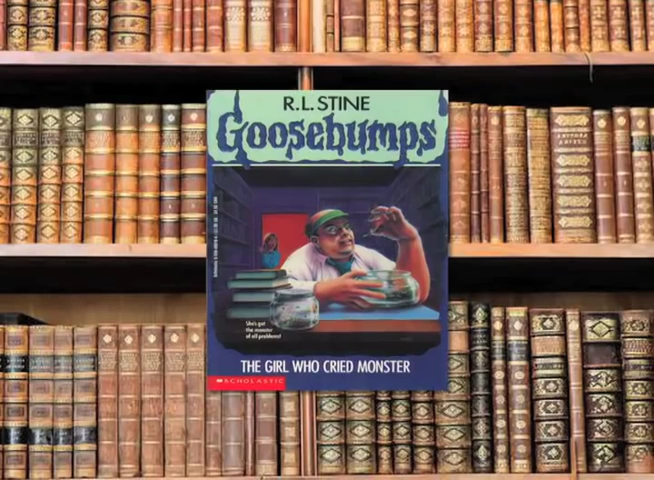 R.L. STINE
Goosebumps
She's got
the monster
of all problems!
THE GIRL WHO CRIED MONSTER
SCHOLASTIC